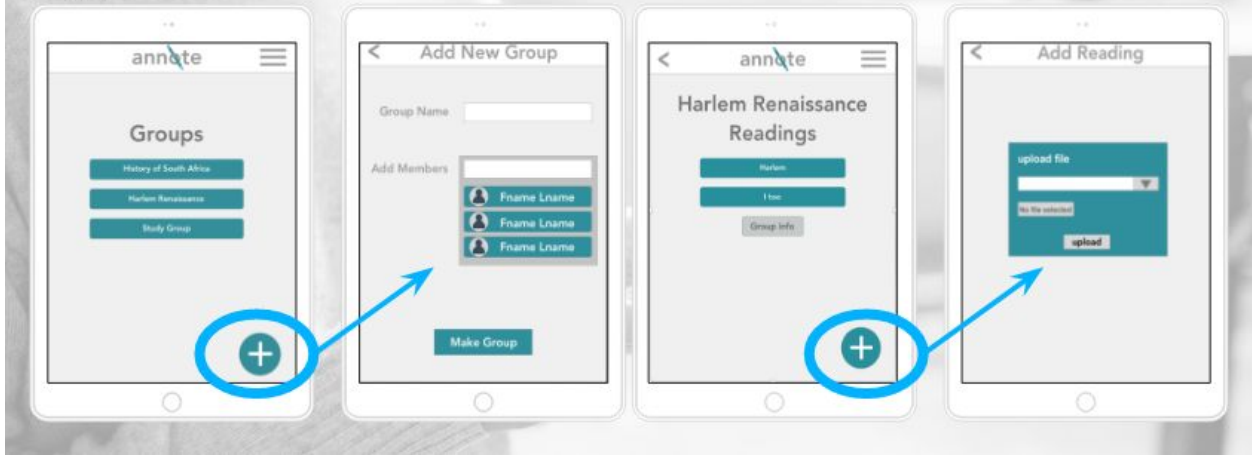 annote
Groups
History of South Africa
Harlem Renaissance
Study Group
Add New Group
Group Name
Add Members
Fname Lname
Fname Lname
Fname Lname
Make Group
annote
Harlem Renaissance
Readings
Harlem
I too
Group Info
Add Reading
upload file
No file selected
upload